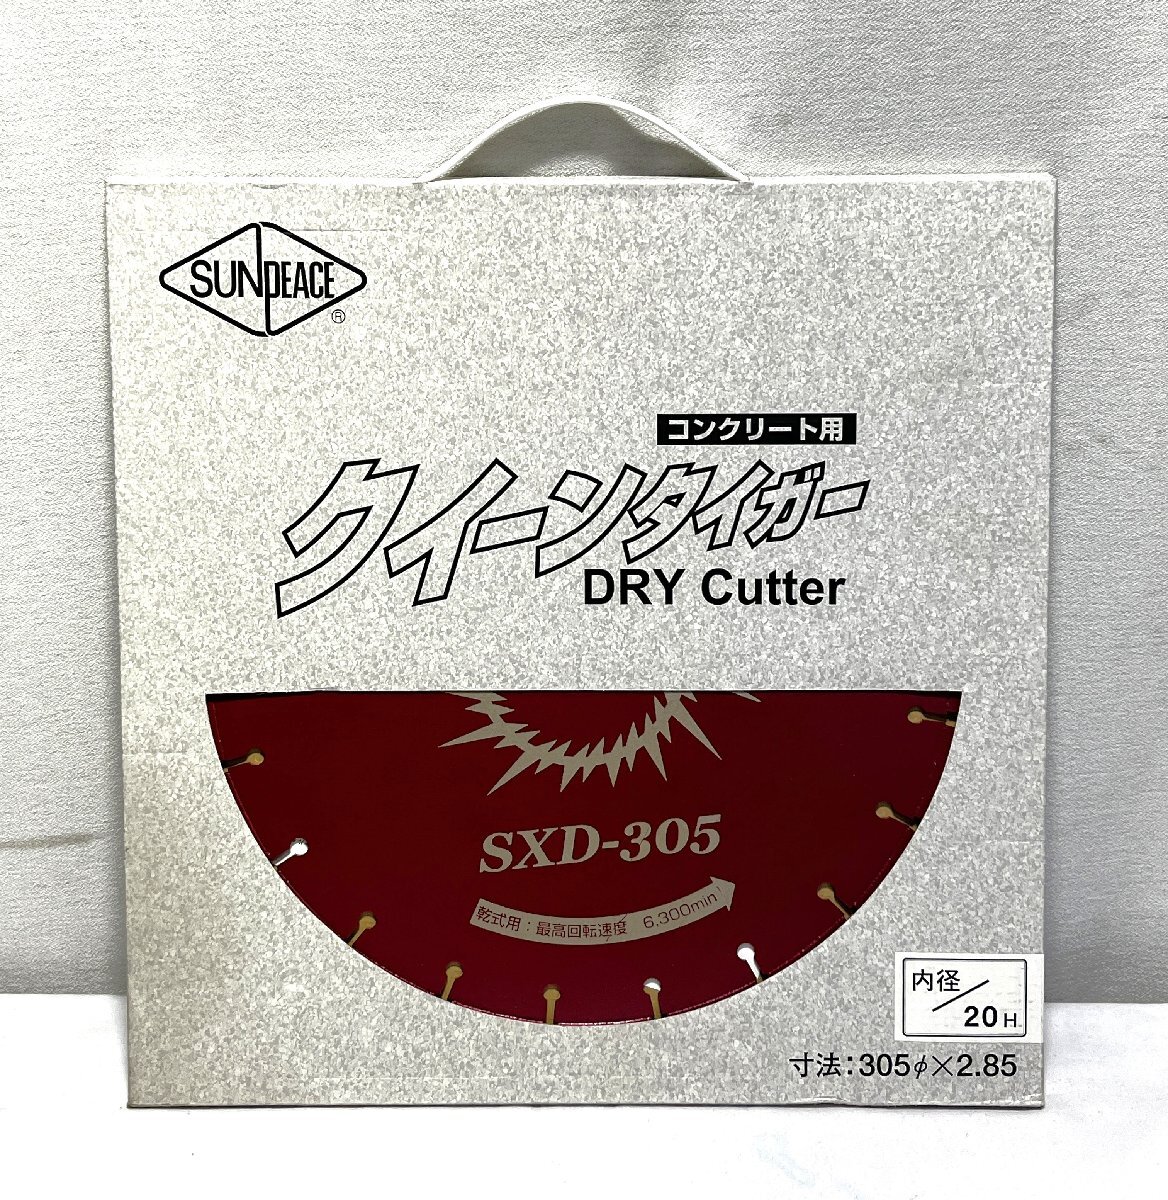 SUNPEACE
®
コンクリート用
クイーンタイガー
DRY Cutter
SXD-305
乾式用：最高回転速度 6,300min⁻¹
内径/20H
寸法：305φ×2.85